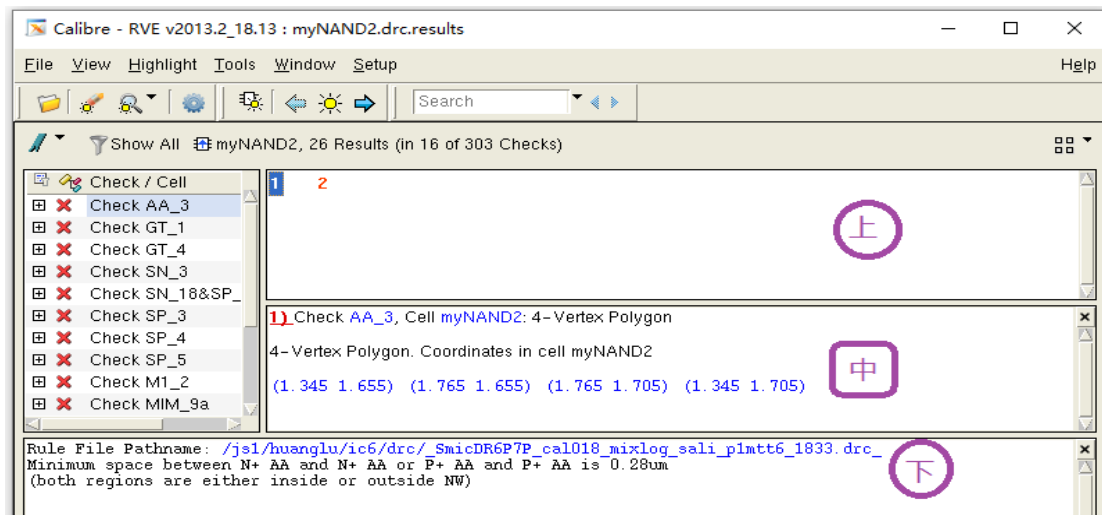 Calibre - RVE v2013.2_18.13 : myNAND2.drc.results
File View Highlight Tools Window Setup Help
Search
Show All myNAND2, 26 Results (in 16 of 303 Checks)
Check / Cell
Check AA_3
Check GT_1
Check GT_4
Check SN_3
Check SN_18&SP_
Check SP_3
Check SP_4
Check SP_5
Check M1_2
Check MIM_9a
1 2
上
1) Check AA_3, Cell myNAND2: 4-Vertex Polygon
4-Vertex Polygon. Coordinates in cell myNAND2
(1.345 1.655) (1.765 1.655) (1.765 1.705) (1.345 1.705)
中
Rule File Pathname: /js1/huanglu/ic6/drc/_SmicDR6P7P_cal018_mixlog_sali_p1mtt6_1833.drc_
Minimum space between N+ AA and N+ AA or P+ AA and P+ AA is 0.28um
(both regions are either inside or outside NW)
下